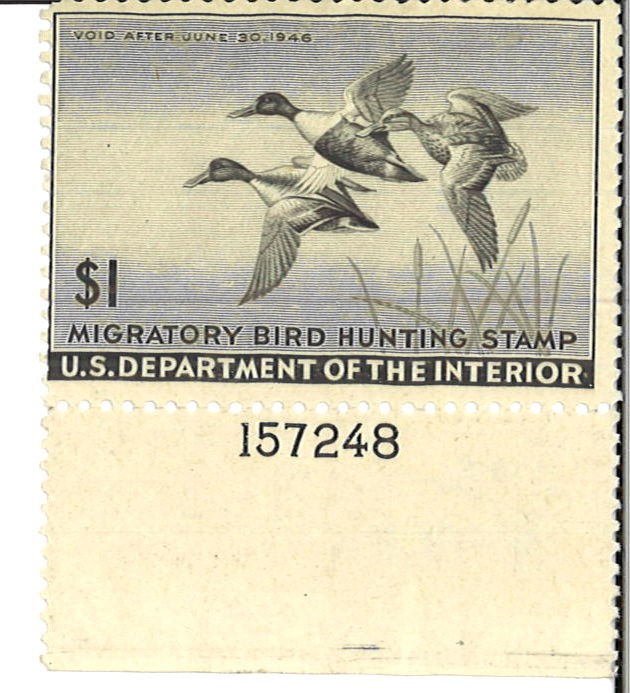 VOID AFTER JUNE 30, 1946
$1
MIGRATORY BIRD HUNTING STAMP
U.S. DEPARTMENT OF THE INTERIOR
157248